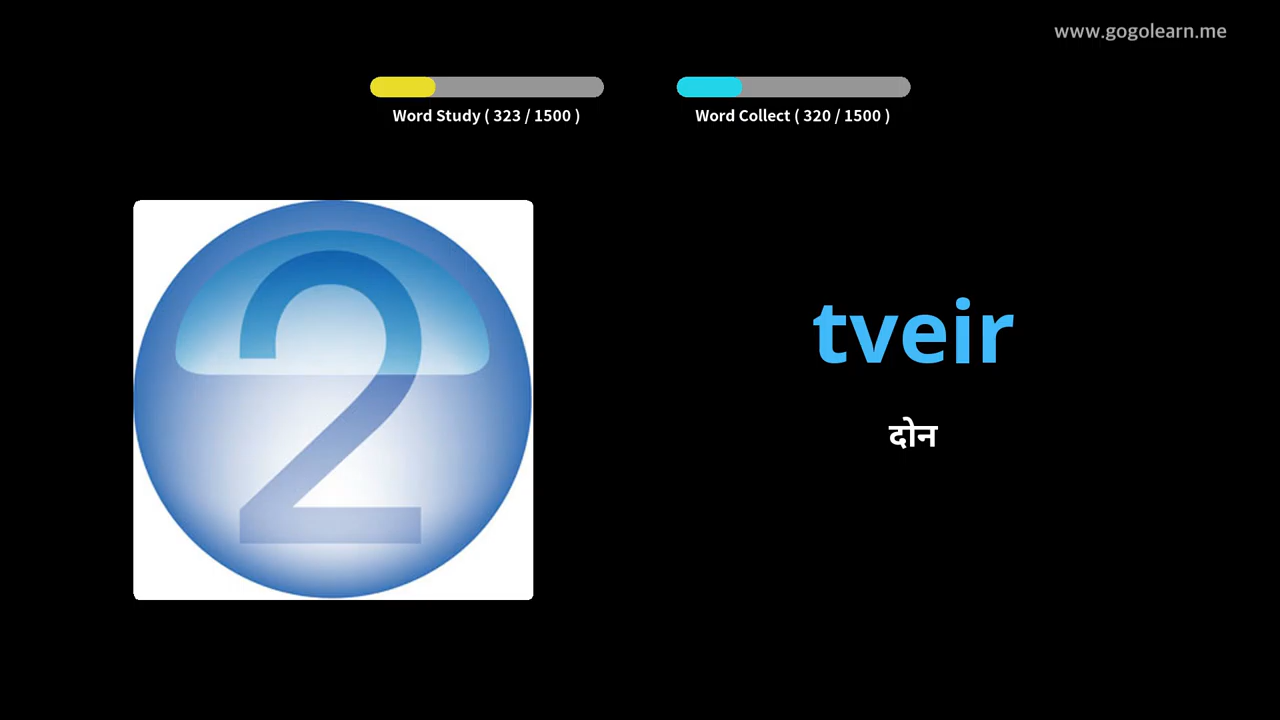 www.gogolearn.me
Word Study ( 323 / 1500 )
Word Collect ( 320 / 1500 )
2
tveir
दोन